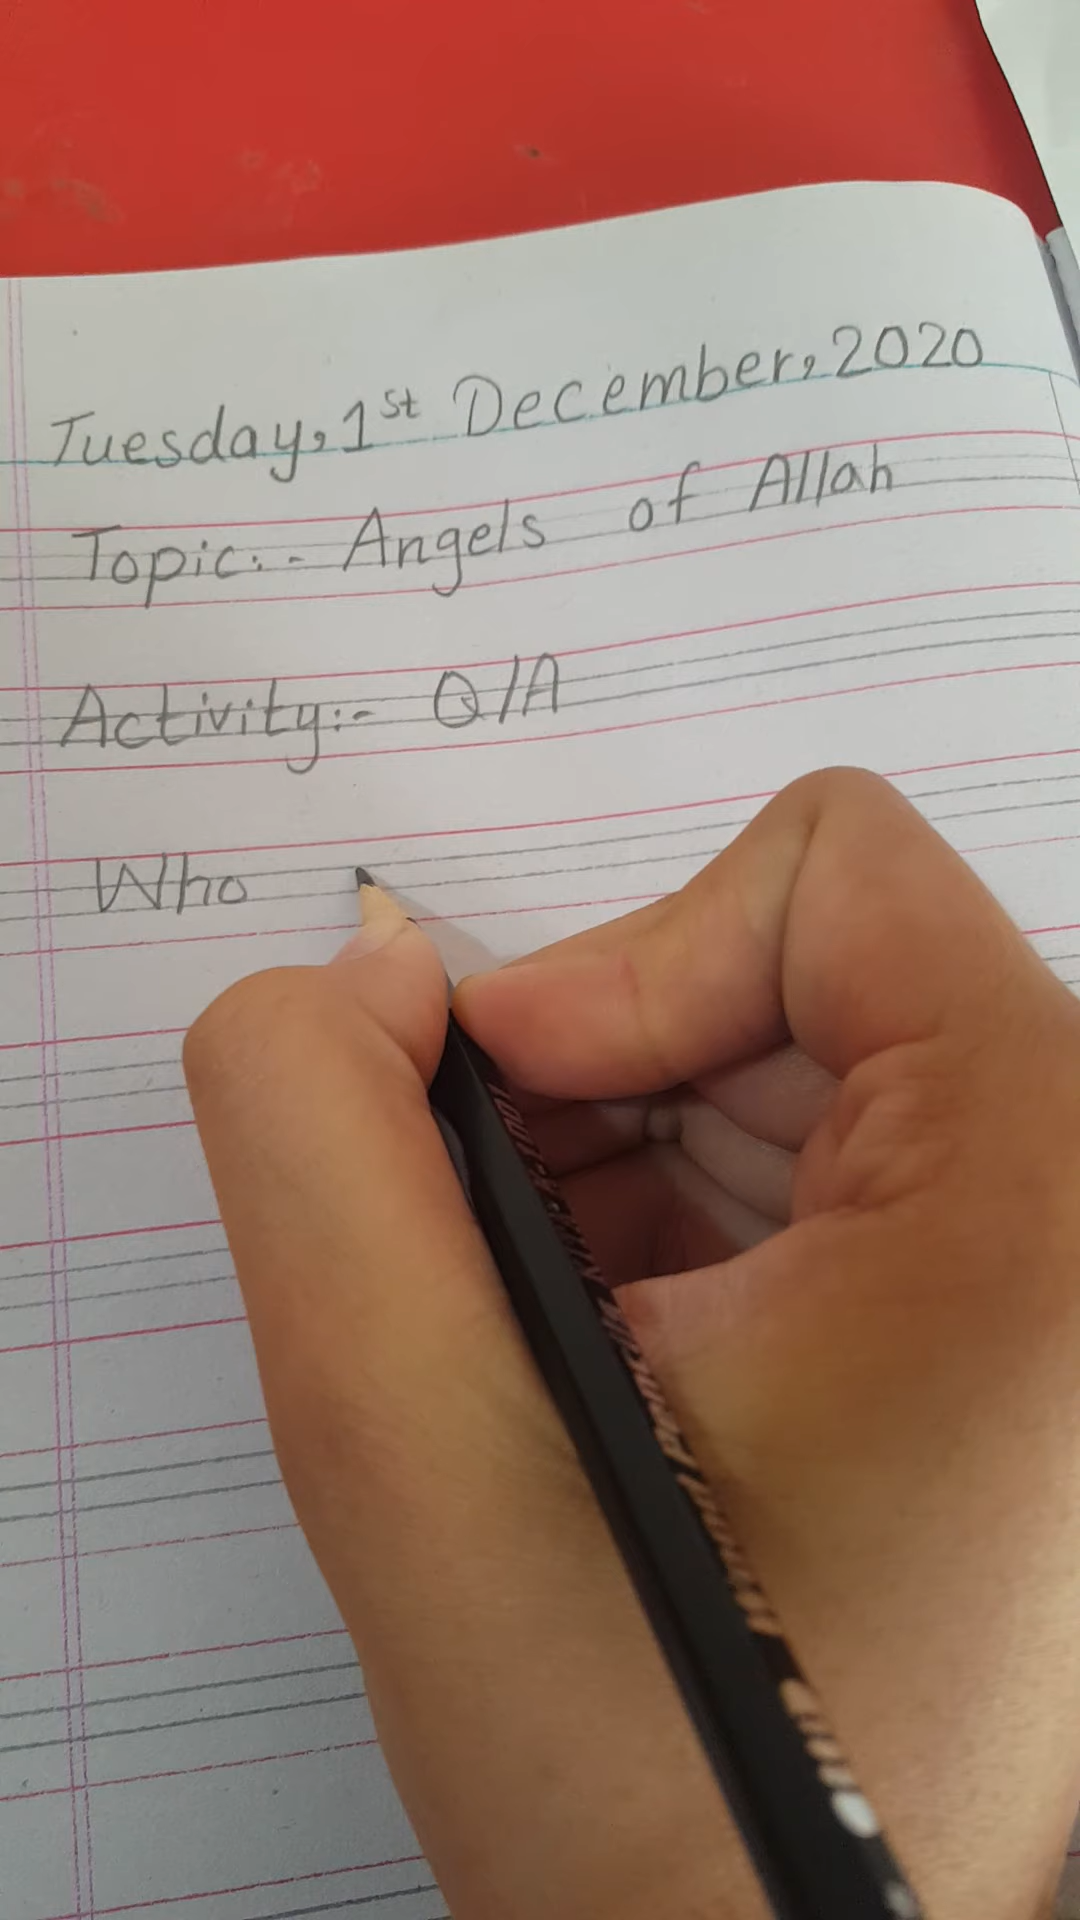 Tuesday, 1st December, 2020
Topic:- Angels of Allah
Activity:- Q/A
Who